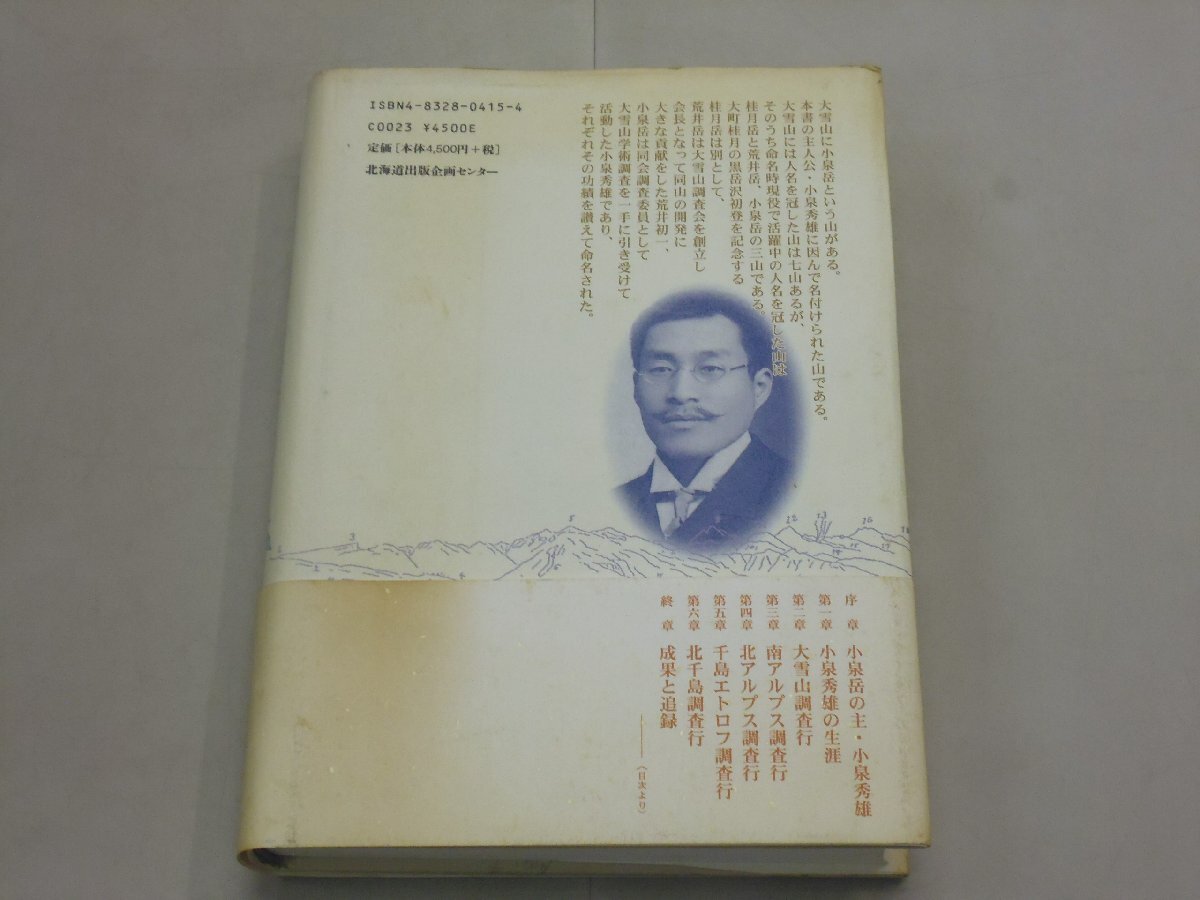 ISBN4-8328-0415-4
C0023 ¥4500E
定価[本体4,500円+税]
北海道出版企画センター
大雪山に小泉岳という山がある。
本書の主人公・小泉秀雄に因んで名付けられた山である。
大雪山には人名を冠した山は七山あるが、
そのうち命名時現役で活躍中の人名を冠した山は
桂月岳と荒井岳、小泉岳の三山である。
大町桂月の黒岳沢初登を記念する
桂月岳は別として、
荒井岳は大雪山調査会を創立し
会長となって同山の開発に
大きな貢献をした荒井初一、
小泉岳は同会調査委員として
大雪山学術調査を一手に引き受けて
活動した小泉秀雄であり、
それぞれその功績を讃えて命名された。
序章 小泉岳の主・小泉秀雄
第一章 小泉秀雄の生涯
第二章 大雪山調査行
第三章 南アルプス調査行
第四章 北アルプス調査行
第五章 千島エトロフ調査行
第六章 北千島調査行
終章 成果と追録
――(目次より)